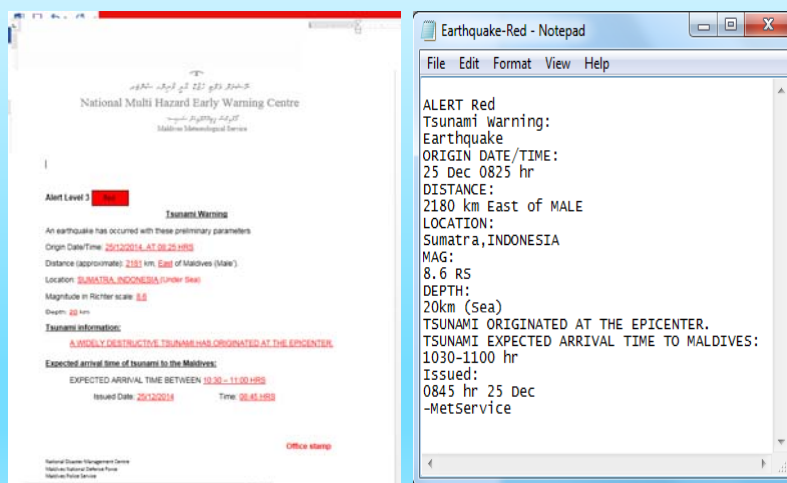 National Multi Hazard Early Warning Centre
Maldives Meteorological Service
Alert Level 3 Red
Tsunami Warning
An earthquake has occurred with these preliminary parameters
Origin Date/Time: 25/12/2014, AT 08:25 HRS
Distance (approximate): 2181 km, East of Maldives (Male')
Location: SUMATRA, INDONESIA (Under Sea)
Magnitude in Richter scale: 8.6
Depth: 20 km
Tsunami information:
A WIDELY DESTRUCTIVE TSUNAMI HAS ORIGINATED AT THE EPICENTER.
Expected arrival time of tsunami to the Maldives:
EXPECTED ARRIVAL TIME BETWEEN 10:30 – 11:00 HRS
Issued Date: 25/12/2014 Time: 08:45 HRS
Office stamp
National Disaster Management Centre
Maldives National Defence Force
Maldives Police Service
Earthquake-Red - Notepad
File Edit Format View Help
ALERT Red
Tsunami Warning:
Earthquake
ORIGIN DATE/TIME:
25 Dec 0825 hr
DISTANCE:
2180 km East of MALE
LOCATION:
Sumatra,INDONESIA
MAG:
8.6 RS
DEPTH:
20km (Sea)
TSUNAMI ORIGINATED AT THE EPICENTER.
TSUNAMI EXPECTED ARRIVAL TIME TO MALDIVES:
1030-1100 hr
Issued:
0845 hr 25 Dec
-MetService